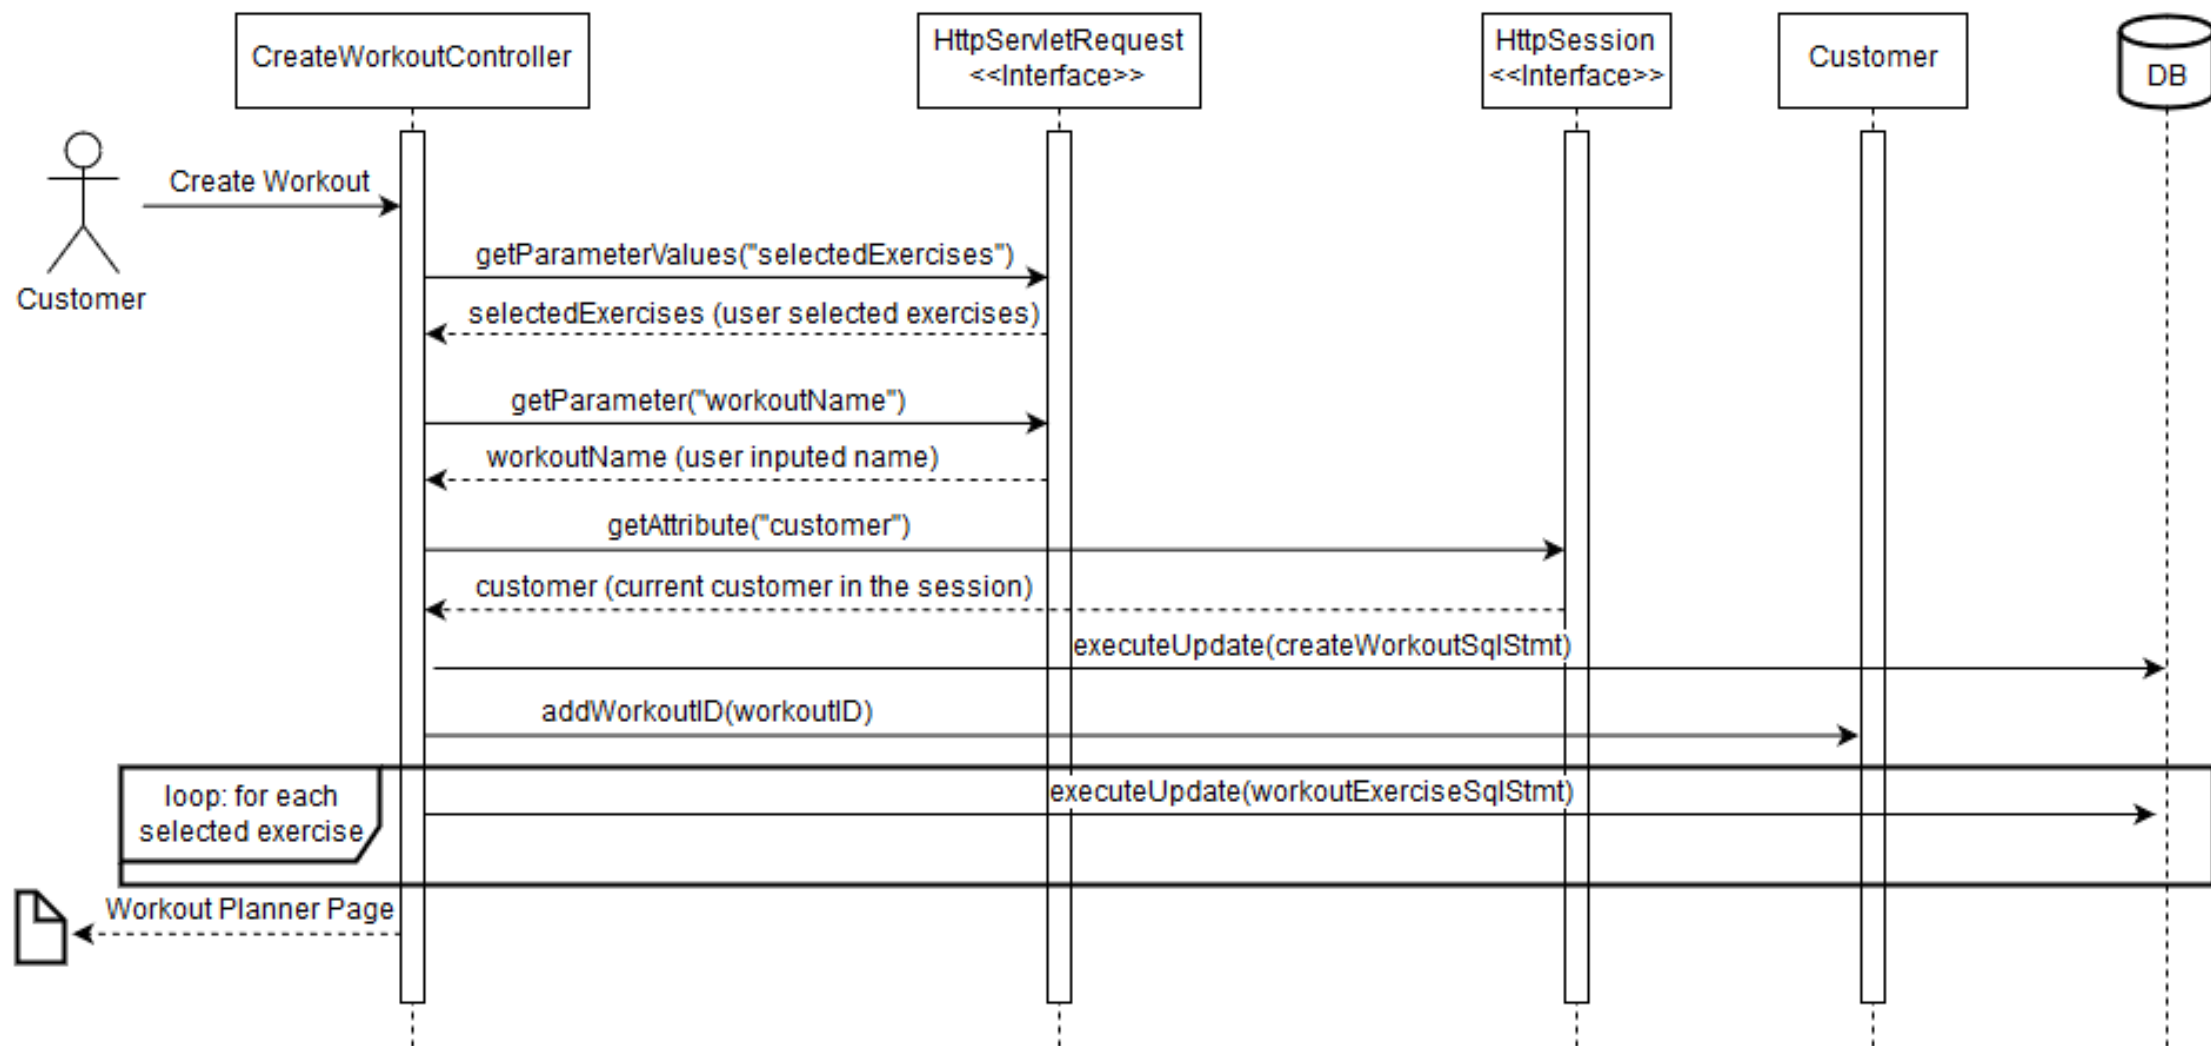 CreateWorkoutController
HttpServletRequest
<<Interface>>
HttpSession
<<Interface>>
Customer
DB
Create Workout
Customer
getParameterValues("selectedExercises")
selectedExercises (user selected exercises)
getParameter("workoutName")
workoutName (user inputed name)
getAttribute("customer")
customer (current customer in the session)
executeUpdate(createWorkoutSqlStmt)
addWorkoutID(workoutID)
loop: for each
selected exercise
executeUpdate(workoutExerciseSqlStmt)
Workout Planner Page